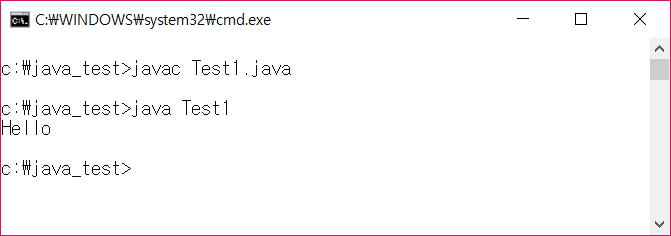 C:₩WINDOWS₩system32₩cmd.exe
c:₩java_test>javac Test1.java
c:₩java_test>java Test1
Hello
c:₩java_test>